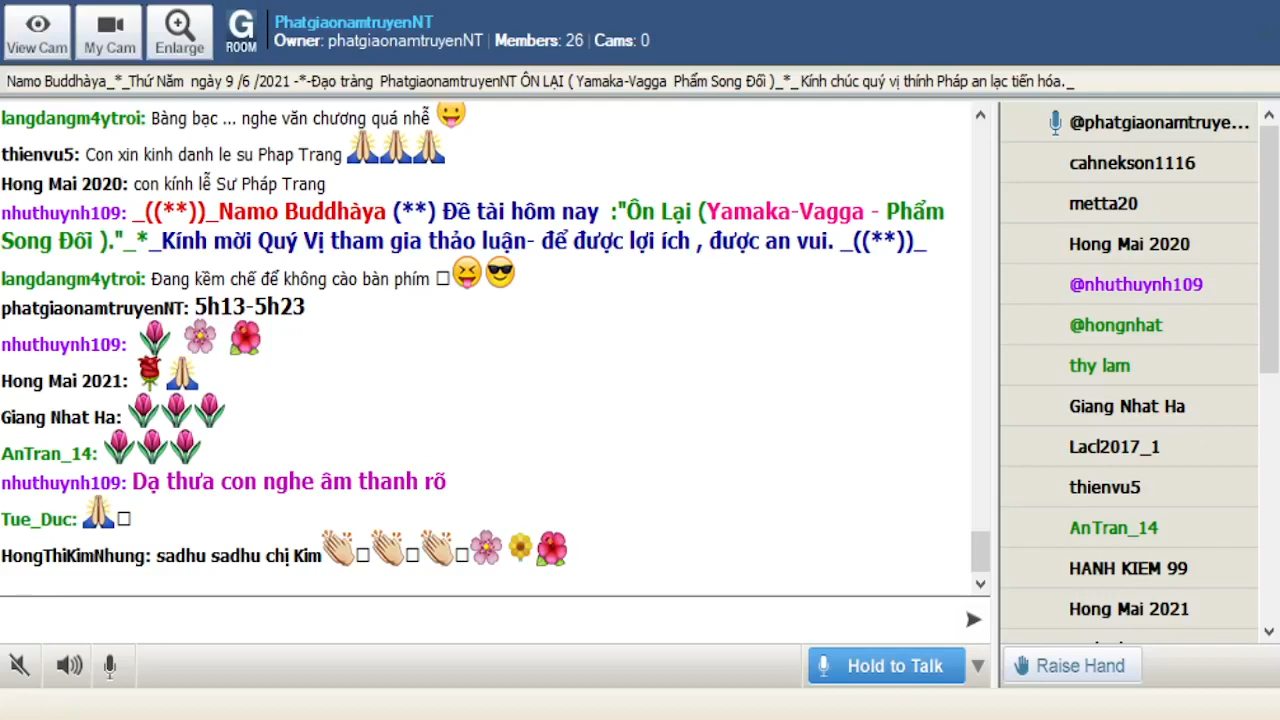 View Cam
My Cam
Enlarge
G
ROOM
PhatgiaonamtruyenNT
Owner: phatgiaonamtruyenNT | Members: 26 | Cams: 0
Namo Buddhàya_*_Thứ Năm ngày 9 /6 /2021 -*-Đạo tràng PhatgiaonamtruyenNT ÔN LẠI ( Yamaka-Vagga Phẩm Song Đối )_*_ Kính chúc quý vị thính Pháp an lạc tiến hóa._
langdangm4ytroi: Bàng bạc ... nghe văn chương quá nhễ
thienvu5: Con xin kinh danh le su Phap Trang
Hong Mai 2020: con kính lễ Sư Pháp Trang
nhuthuynh109: _((**))_Namo Buddhàya (**) Đề tài hôm nay :"Ôn Lại (Yamaka-Vagga - Phẩm
Song Đối )."_*_Kính mời Quý Vị tham gia thảo luận- để được lợi ích , được an vui. _((**))_
langdangm4ytroi: Đang kềm chế để không cào bàn phím
phatgiaonamtruyenNT: 5h13-5h23
nhuthuynh109:
Hong Mai 2021:
Giang Nhat Ha:
AnTran_14:
nhuthuynh109: Dạ thưa con nghe âm thanh rõ
Tue_Duc:
HongThiKimNhung: sadhu sadhu chị Kim
Hold to Talk
@phatgiaonamtruye...
cahnekson1116
metta20
Hong Mai 2020
@nhuthuynh109
@hongnhat
thy lam
Giang Nhat Ha
Lacl2017_1
thienvu5
AnTran_14
HANH KIEM 99
Hong Mai 2021
Raise Hand